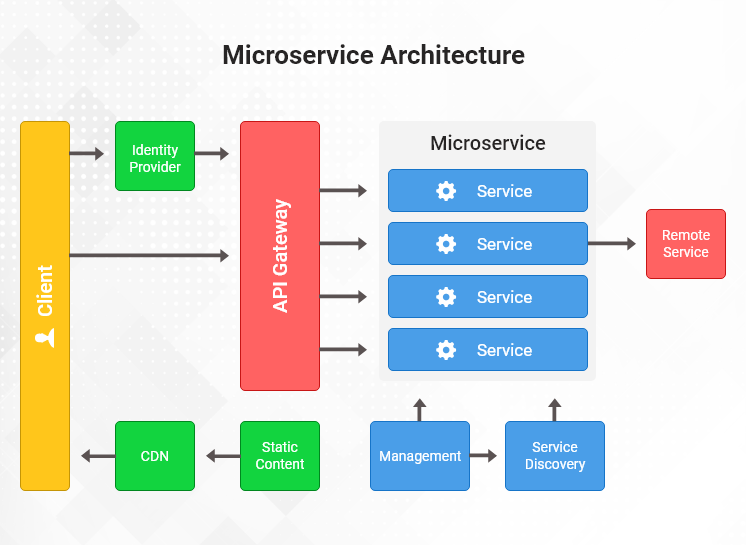 Microservice Architecture
Client
Identity
Provider
API Gateway
Microservice
Service
Service
Service
Service
Remote
Service
CDN
Static
Content
Management
Service
Discovery